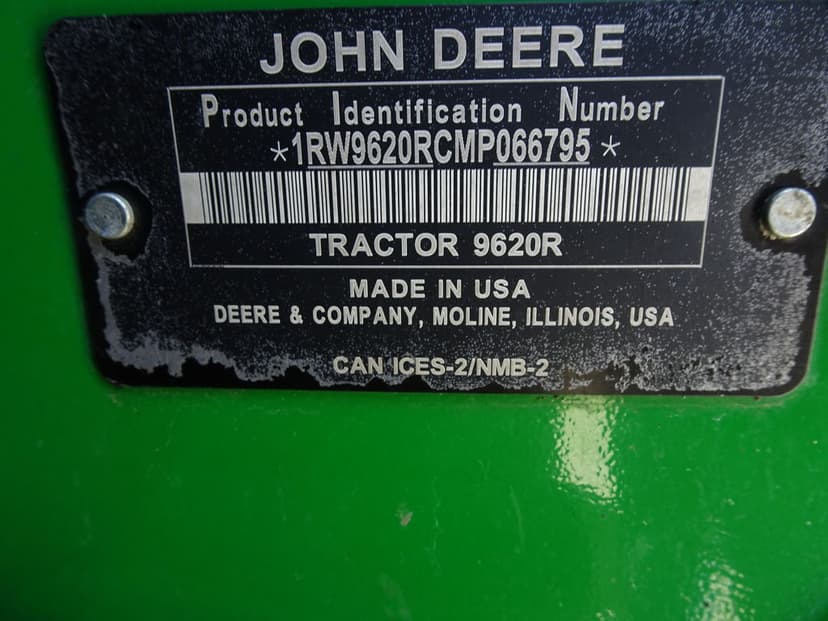 JOHN DEERE
Product Identification Number
*1RW9620RCMP066795*
TRACTOR 9620R
MADE IN USA
DEERE & COMPANY, MOLINE, ILLINOIS, USA
CAN ICES-2/NMB-2